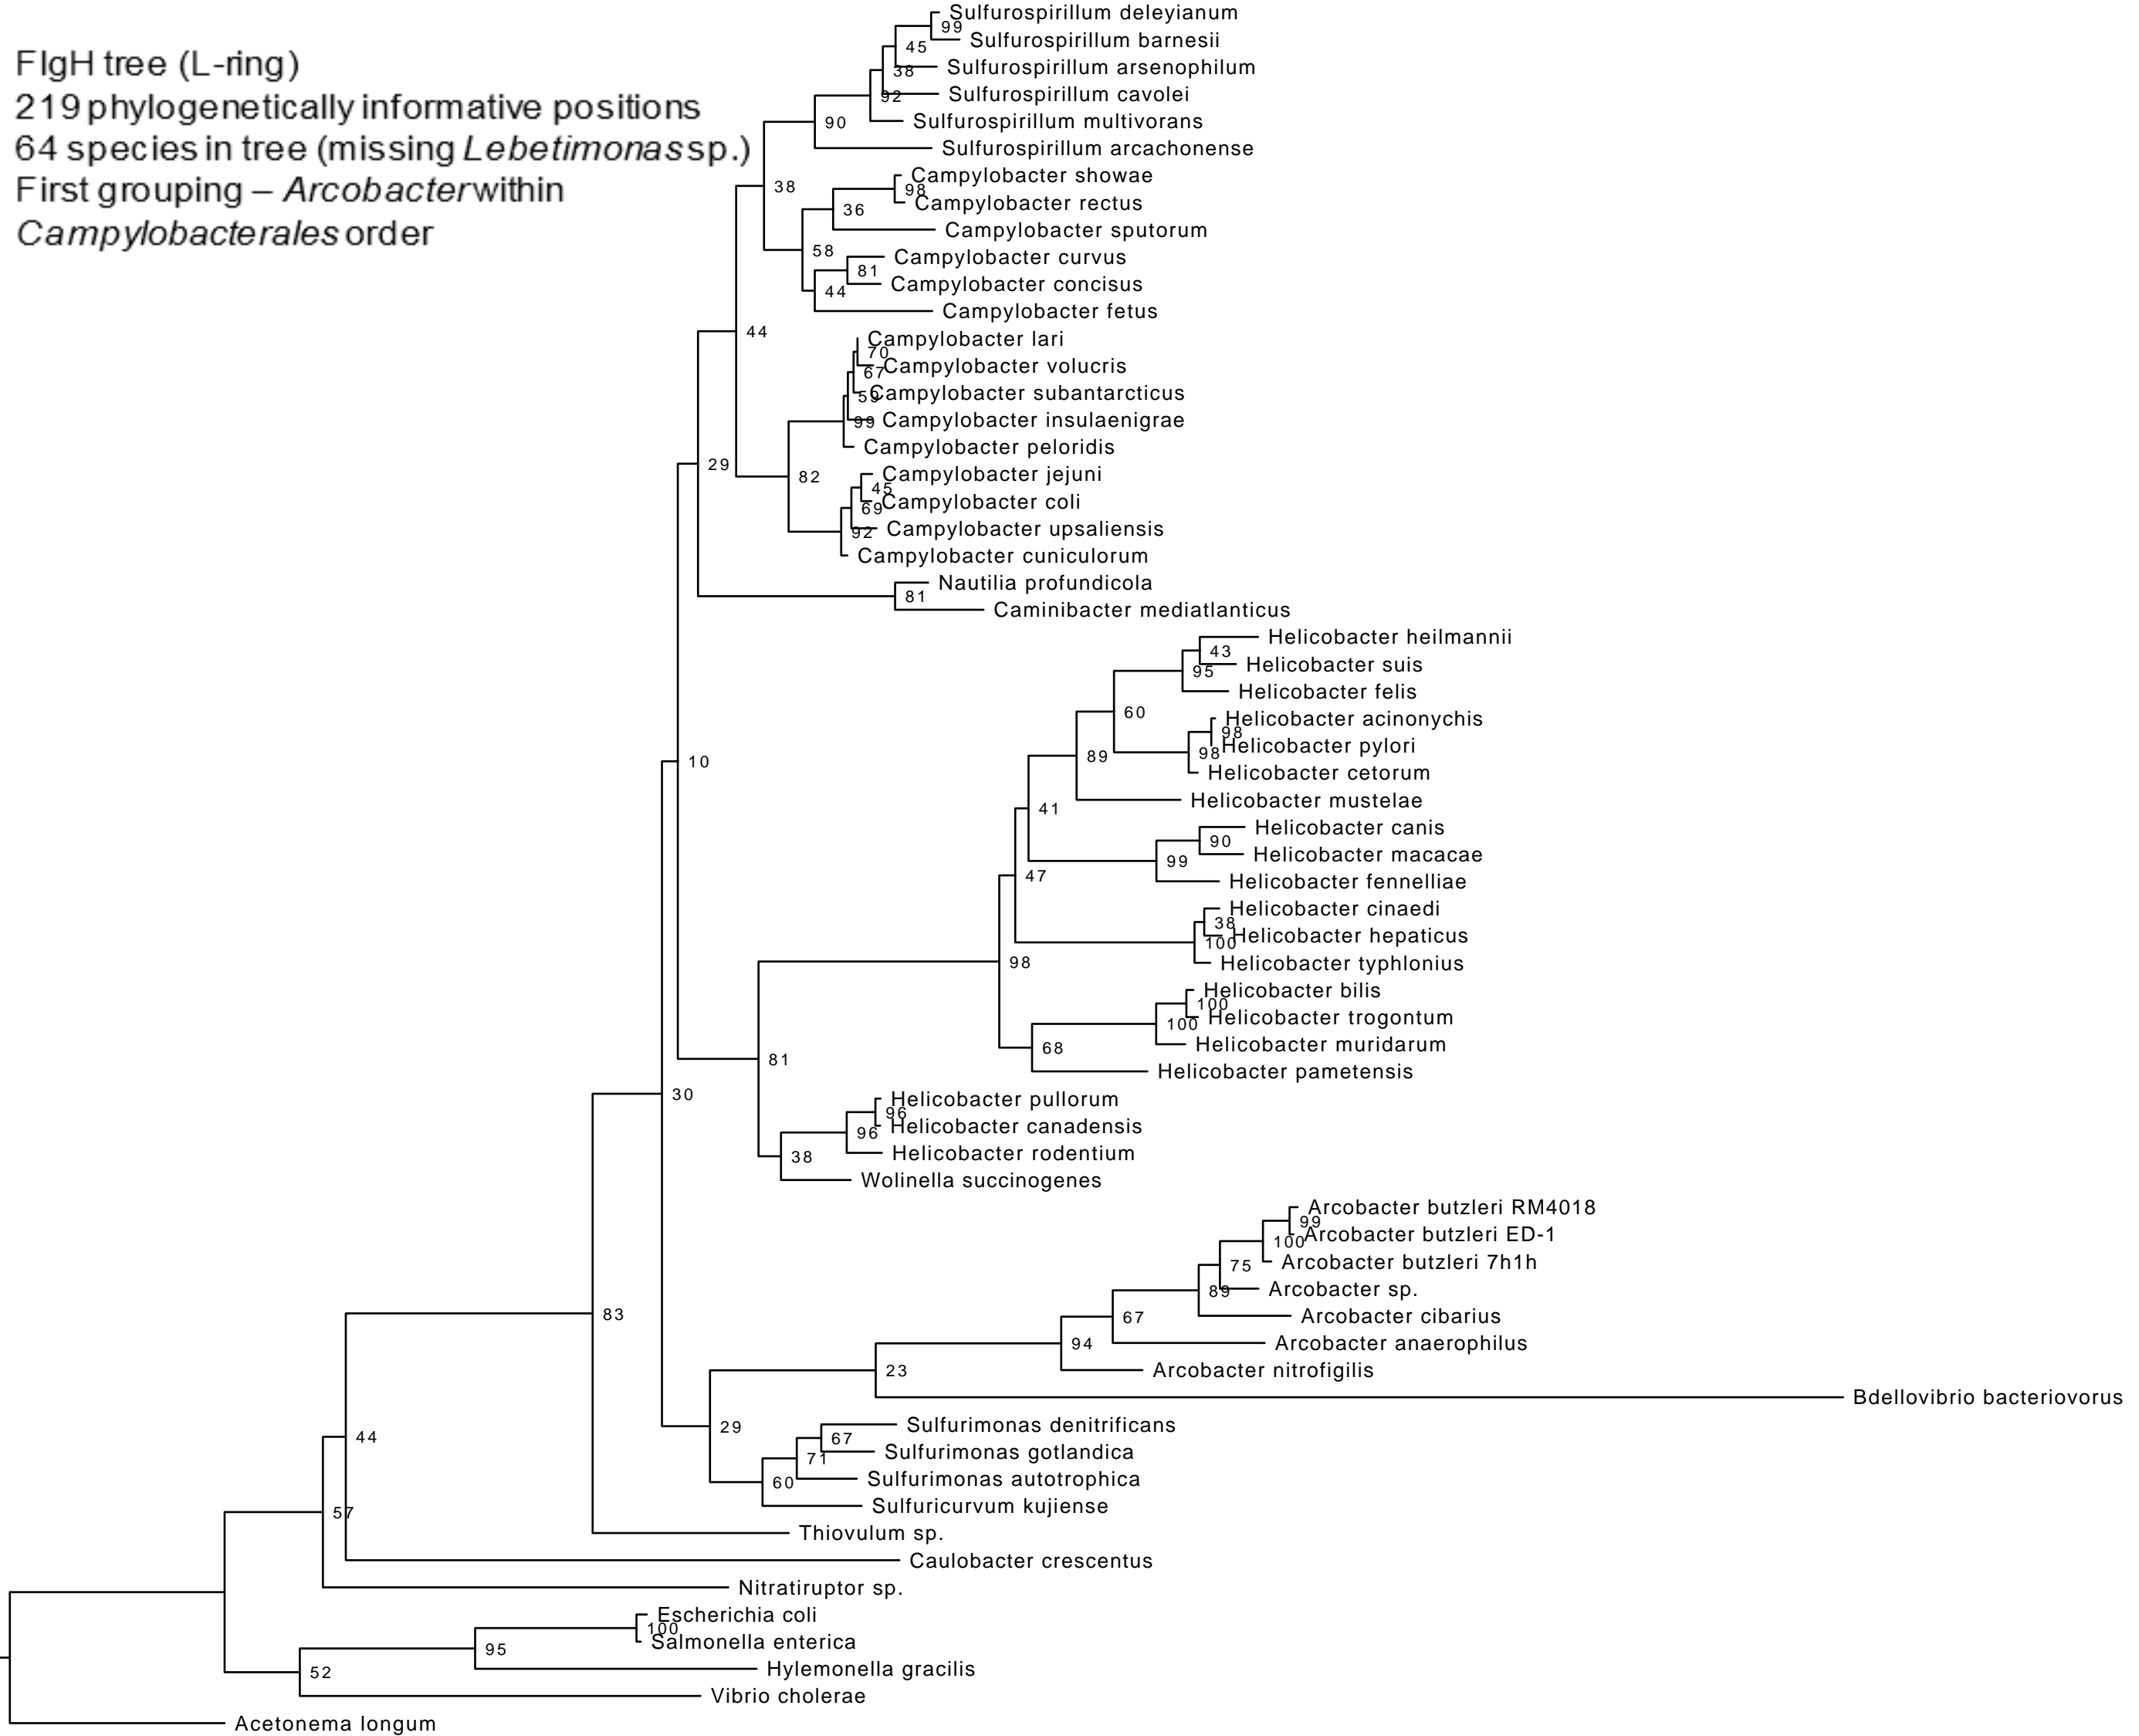 FlgH tree (L-ring)
219 phylogenetically informative positions
64 species in tree (missing Lebetimonas sp.)
First grouping – Arcobacter within
Campylobacterales order
Sulfurospirillum deleyianum
99
Sulfurospirillum barnesii
45
Sulfurospirillum arsenophilum
38
Sulfurospirillum cavolei
92
Sulfurospirillum multivorans
90
Sulfurospirillum arcachonense
Campylobacter showae
38
98
Campylobacter rectus
36
Campylobacter sputorum
58
Campylobacter curvus
81
Campylobacter concisus
44
Campylobacter fetus
44
Campylobacter lari
70
Campylobacter volucris
67
Campylobacter subantarcticus
59
Campylobacter insulaenigrae
99
Campylobacter peloridis
29
82
Campylobacter jejuni
45
Campylobacter coli
69
Campylobacter upsaliensis
92
Campylobacter cuniculorum
Nautilia profundicola
81
Caminibacter mediatlanticus
Helicobacter heilmannii
43
Helicobacter suis
95
Helicobacter felis
60
Helicobacter acinonychis
98
Helicobacter pylori
98
89
10
Helicobacter cetorum
Helicobacter mustelae
41
Helicobacter canis
90
Helicobacter macacae
99
47
Helicobacter fennelliae
Helicobacter cinaedi
38
Helicobacter hepaticus
100
98
Helicobacter typhlonius
Helicobacter bilis
100
Helicobacter trogontum
100
68
Helicobacter muridarum
81
Helicobacter pametensis
30
Helicobacter pullorum
96
Helicobacter canadensis
96
Helicobacter rodentium
38
Wolinella succinogenes
Arcobacter butzleri RM4018
99
Arcobacter butzleri ED-1
100
Arcobacter butzleri 7h1h
75
Arcobacter sp.
89
83
67
Arcobacter cibarius
94
Arcobacter anaerophilus
23
Arcobacter nitrofigilis
Bdellovibrio bacteriovorus
29
Sulfurimonas denitrificans
44
67
Sulfurimonas gotlandica
71
Sulfurimonas autotrophica
60
Sulfuricurvum kujiense
57
Thiovulum sp.
Caulobacter crescentus
Nitratiruptor sp.
Escherichia coli
100
Salmonella enterica
95
52
Hylemonella gracilis
Vibrio cholerae
Acetonema longum